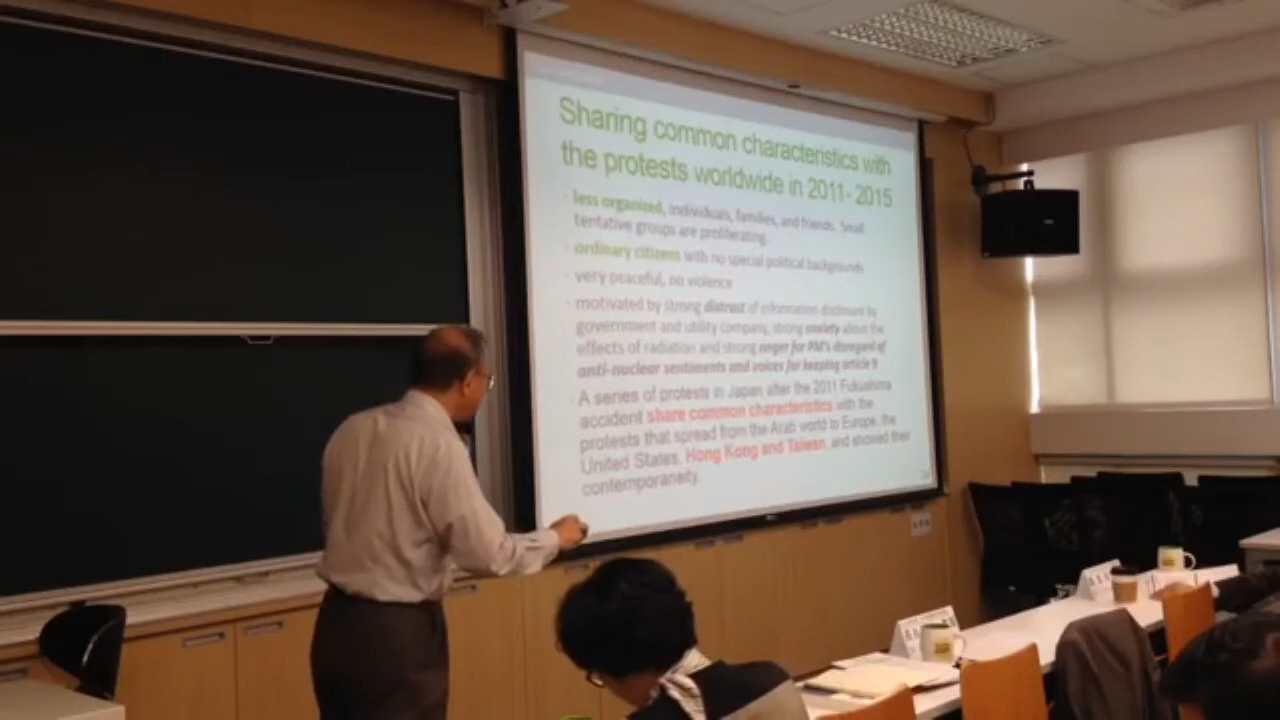 Sharing common characteristics with
the protests worldwide in 2011- 2015
less organized, individuals, families, and friends. Small
tentative groups are proliferating.
ordinary citizens with no special political backgrounds
very peaceful, no violence
motivated by strong distrust of information disclosure by
government and utility company, strong anxiety about the
effects of radiation and strong anger for PM's disregard of
anti-nuclear sentiments and voices for keeping article 9
A series of protests in Japan after the 2011 Fukushima
accident share common characteristics with the
protests that spread from the Arab world to Europe, the
United States, Hong Kong and Taiwan, and showed their
contemporaneity.